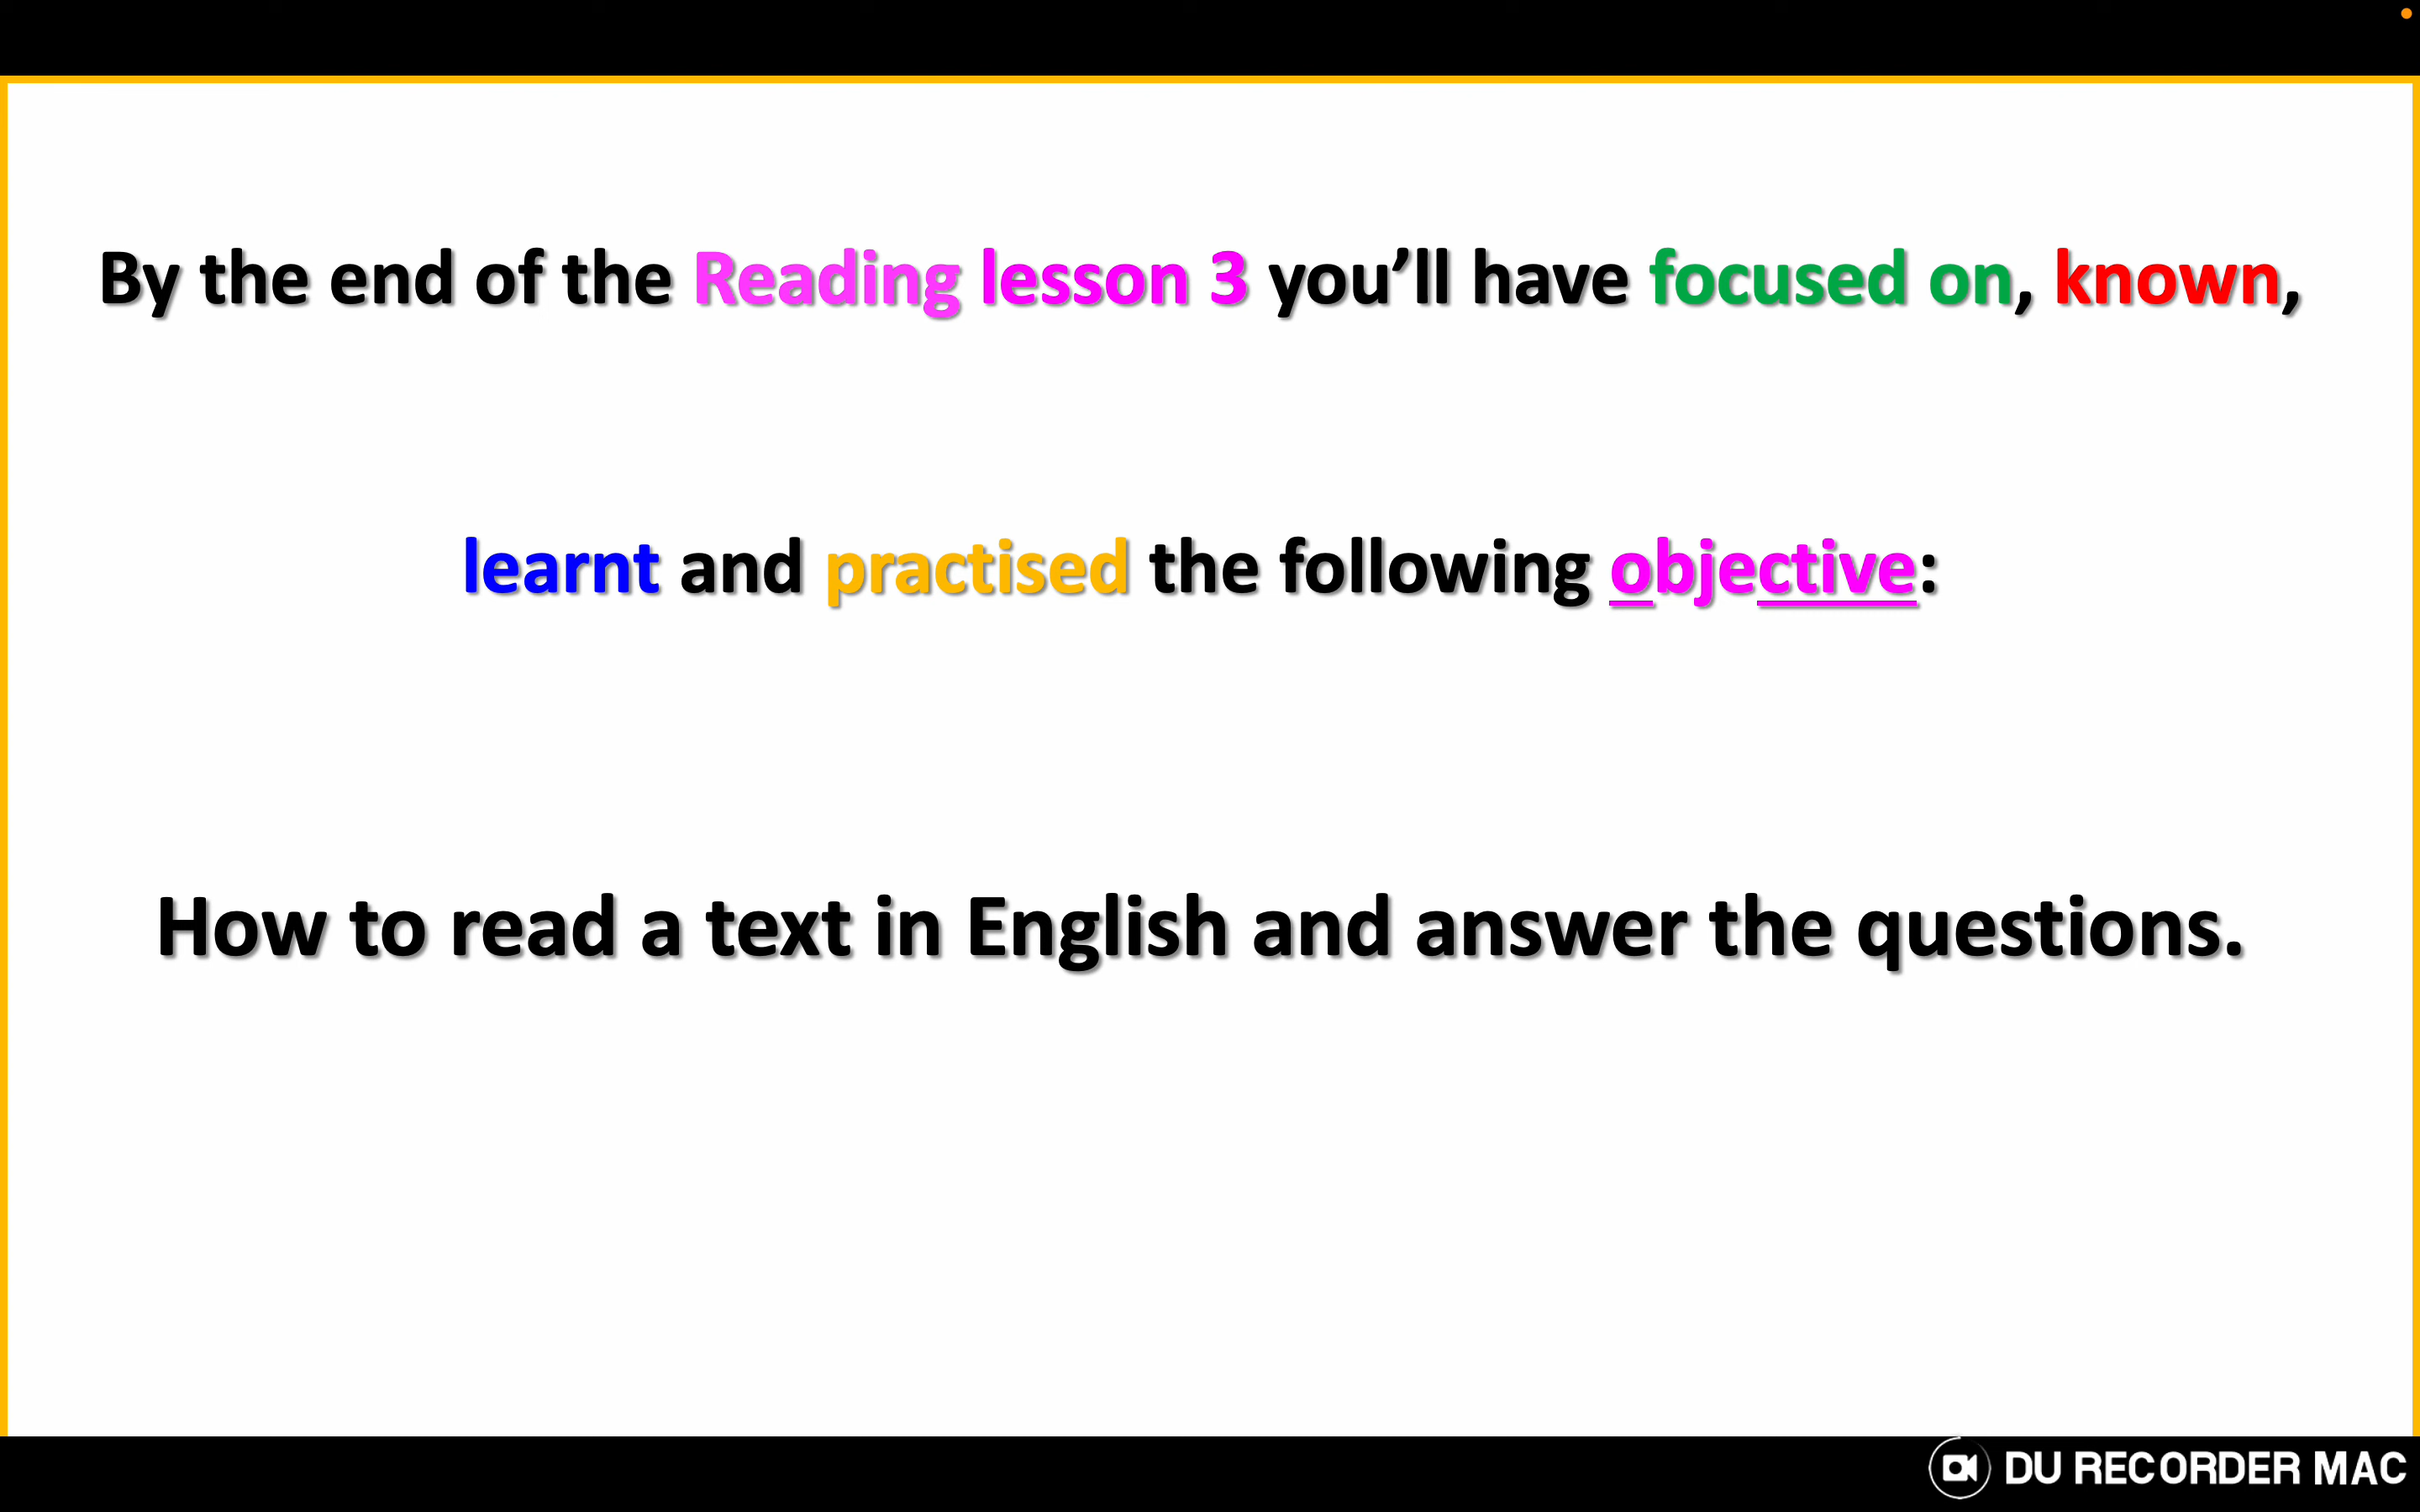 By the end of the Reading lesson 3 you’ll have focused on, known,
learnt and practised the following objective:
How to read a text in English and answer the questions.
DU RECORDER MAC